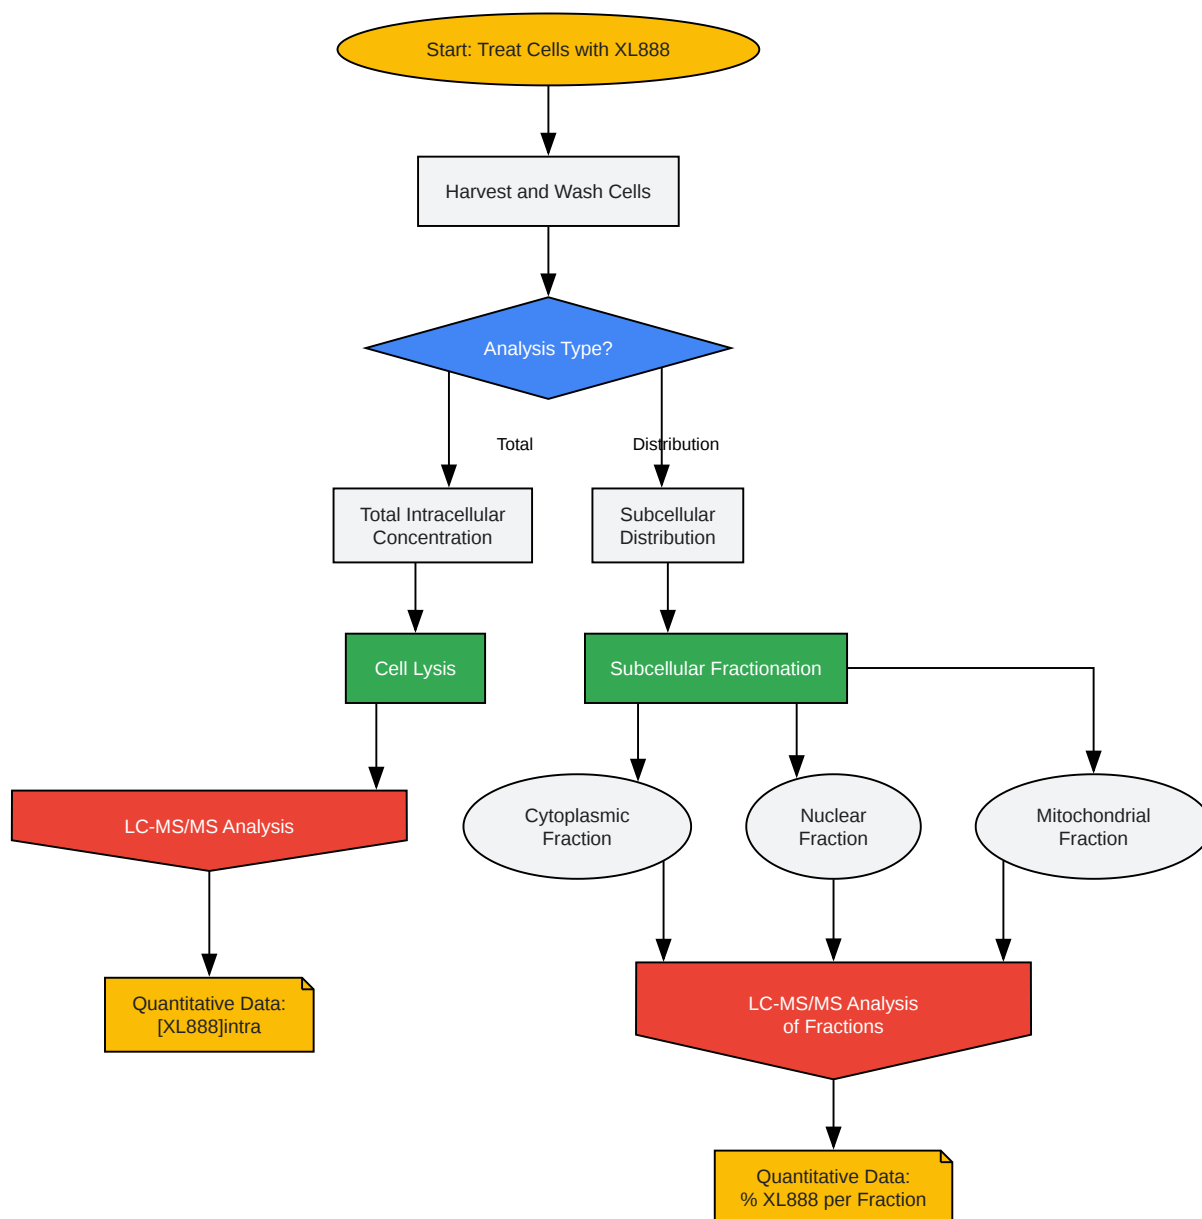 Start: Treat Cells with XL888
Harvest and Wash Cells
Analysis Type?
Total
Distribution
Total Intracellular
Concentration
Subcellular
Distribution
Cell Lysis
Subcellular Fractionation
LC-MS/MS Analysis
Cytoplasmic
Fraction
Nuclear
Fraction
Mitochondrial
Fraction
Quantitative Data:
[XL888]intra
LC-MS/MS Analysis
of Fractions
Quantitative Data:
% XL888 per Fraction